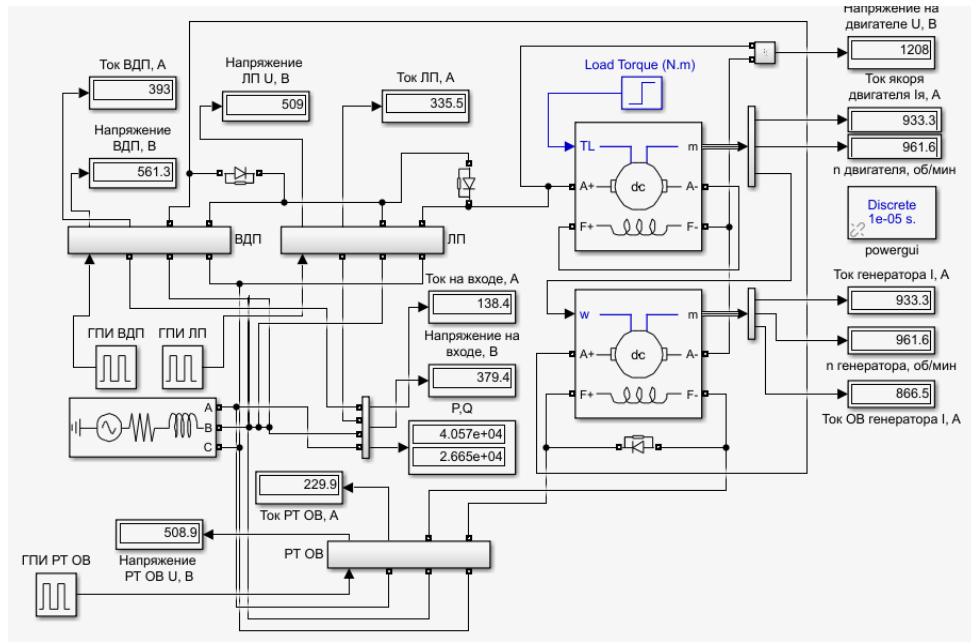 Напряжение на
двигателе U, В
1208
Ток ВДП, А
393
Напряжение
ЛП U, В
509
Ток ЛП, А
335.5
Load Torque (N.m)
Ток якоря
двигателя Iя, А
933.3
961.6
n двигателя, об/мин
Напряжение
ВДП, В
561.3
TL
m
dc
A+
A-
F+
F-
Discrete
1e-05 s.
powergui
ВДП
ЛП
Ток на входе, А
138.4
Ток генератора I, А
933.3
w
m
dc
A+
A-
F+
F-
961.6
n генератора, об/мин
866.5
Ток ОВ генератора I, А
ГПИ ВДП
ГПИ ЛП
Напряжение на
входе, В
379.4
P,Q
4.057e+04
2.665e+04
A
B
C
229.9
Ток РТ ОВ, А
508.9
Напряжение
РТ ОВ U, В
РТ ОВ
ГПИ РТ ОВ